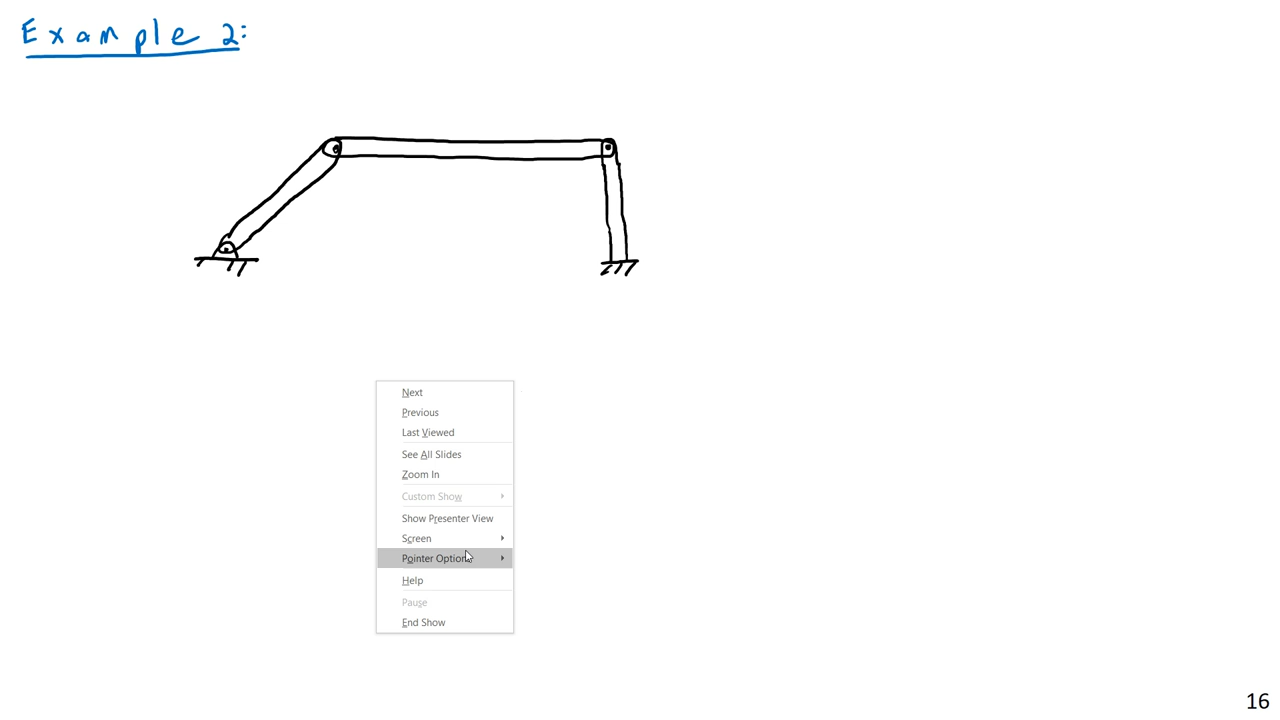 Example 2:
Next
Previous
Last Viewed
See All Slides
Zoom In
Custom Show
Show Presenter View
Screen
Pointer Options
Help
Pause
End Show
16